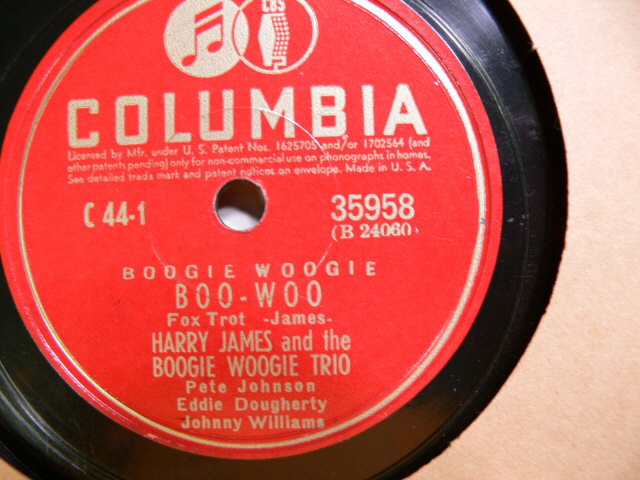 CBS
COLUMBIA
Licensed by Mfr. under U. S. Patent Nos. 1625705 and/or 1702564 (and
other patents pending) only for non-commercial use on phonographs in homes.
See detailed trade mark and patent notices on envelope. Made in U. S. A.
C 44-1
35958
(B 24060)
BOOGIE WOOGIE
BOO-WOO
Fox Trot -James-
HARRY JAMES and the
BOOGIE WOOGIE TRIO
Pete Johnson
Eddie Dougherty
Johnny Williams